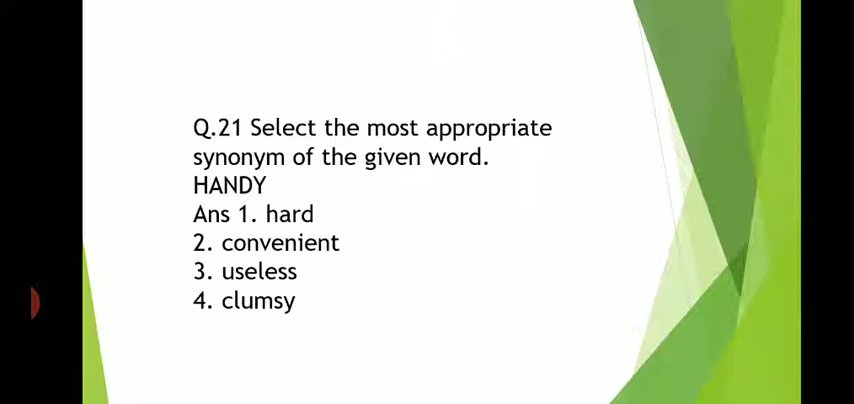 Q.21 Select the most appropriate
synonym of the given word.
HANDY
Ans 1. hard
2. convenient
3. useless
4. clumsy